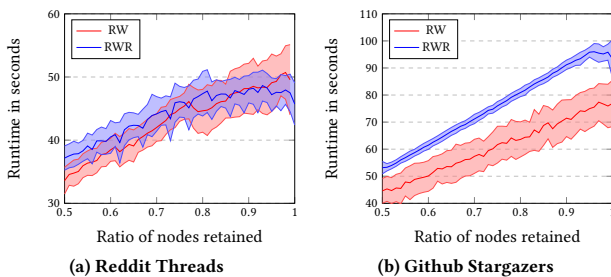 RW
RWR
60
50
40
30
0.5 0.6 0.7 0.8 0.9 1
Runtime in seconds
Ratio of nodes retained
(a) Reddit Threads
RW
RWR
110
100
90
80
70
60
50
40
0.5 0.6 0.7 0.8 0.9 1
Runtime in seconds
Ratio of nodes retained
(b) Github Stargazers